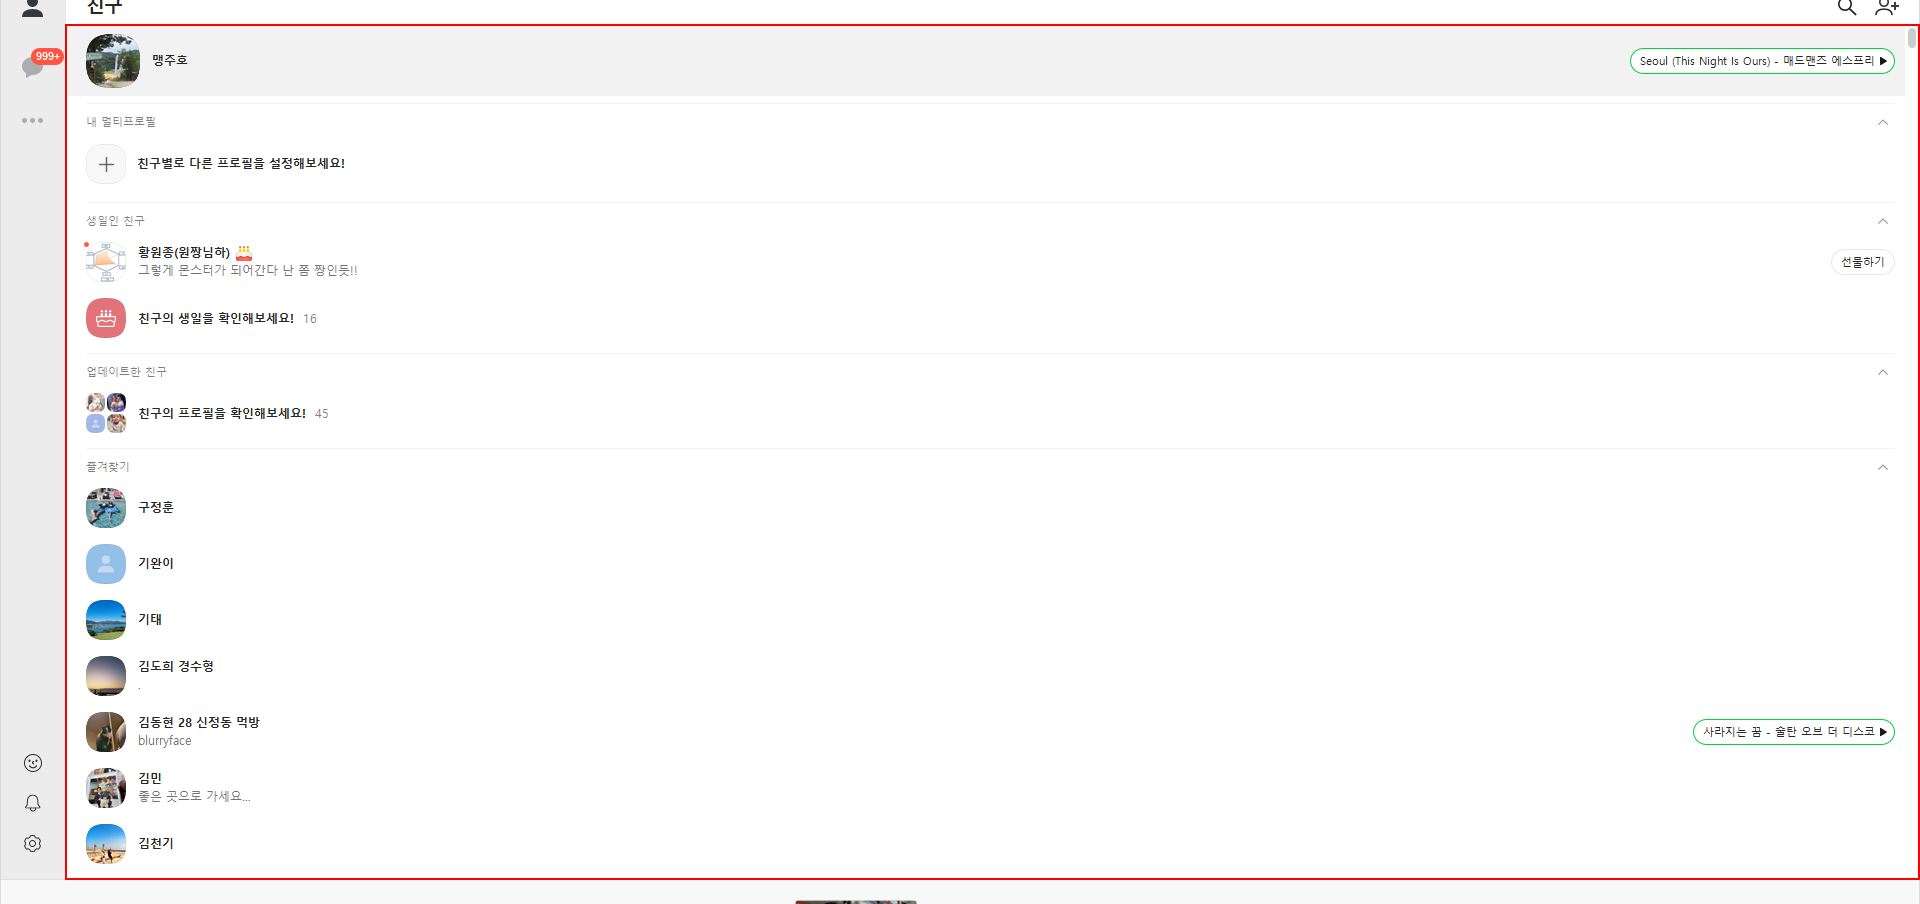 친구
999+
맹주호
Seoul (This Night Is Ours) - 매드맨즈 에스프리
내 멀티프로필
친구별로 다른 프로필을 설정해보세요!
생일인 친구
황원종(원짱님하)
그렇게 몬스터가 되어간다 난 쫌 짱인듯!!
선물하기
친구의 생일을 확인해보세요! 16
업데이트한 친구
친구의 프로필을 확인해보세요! 45
즐겨찾기
구정훈
기완이
기태
김도희 경수형
.
김동현 28 신정동 먹방
blurryface
사라지는 꿈 - 술탄 오브 더 디스코
김민
좋은 곳으로 가세요...
김천기